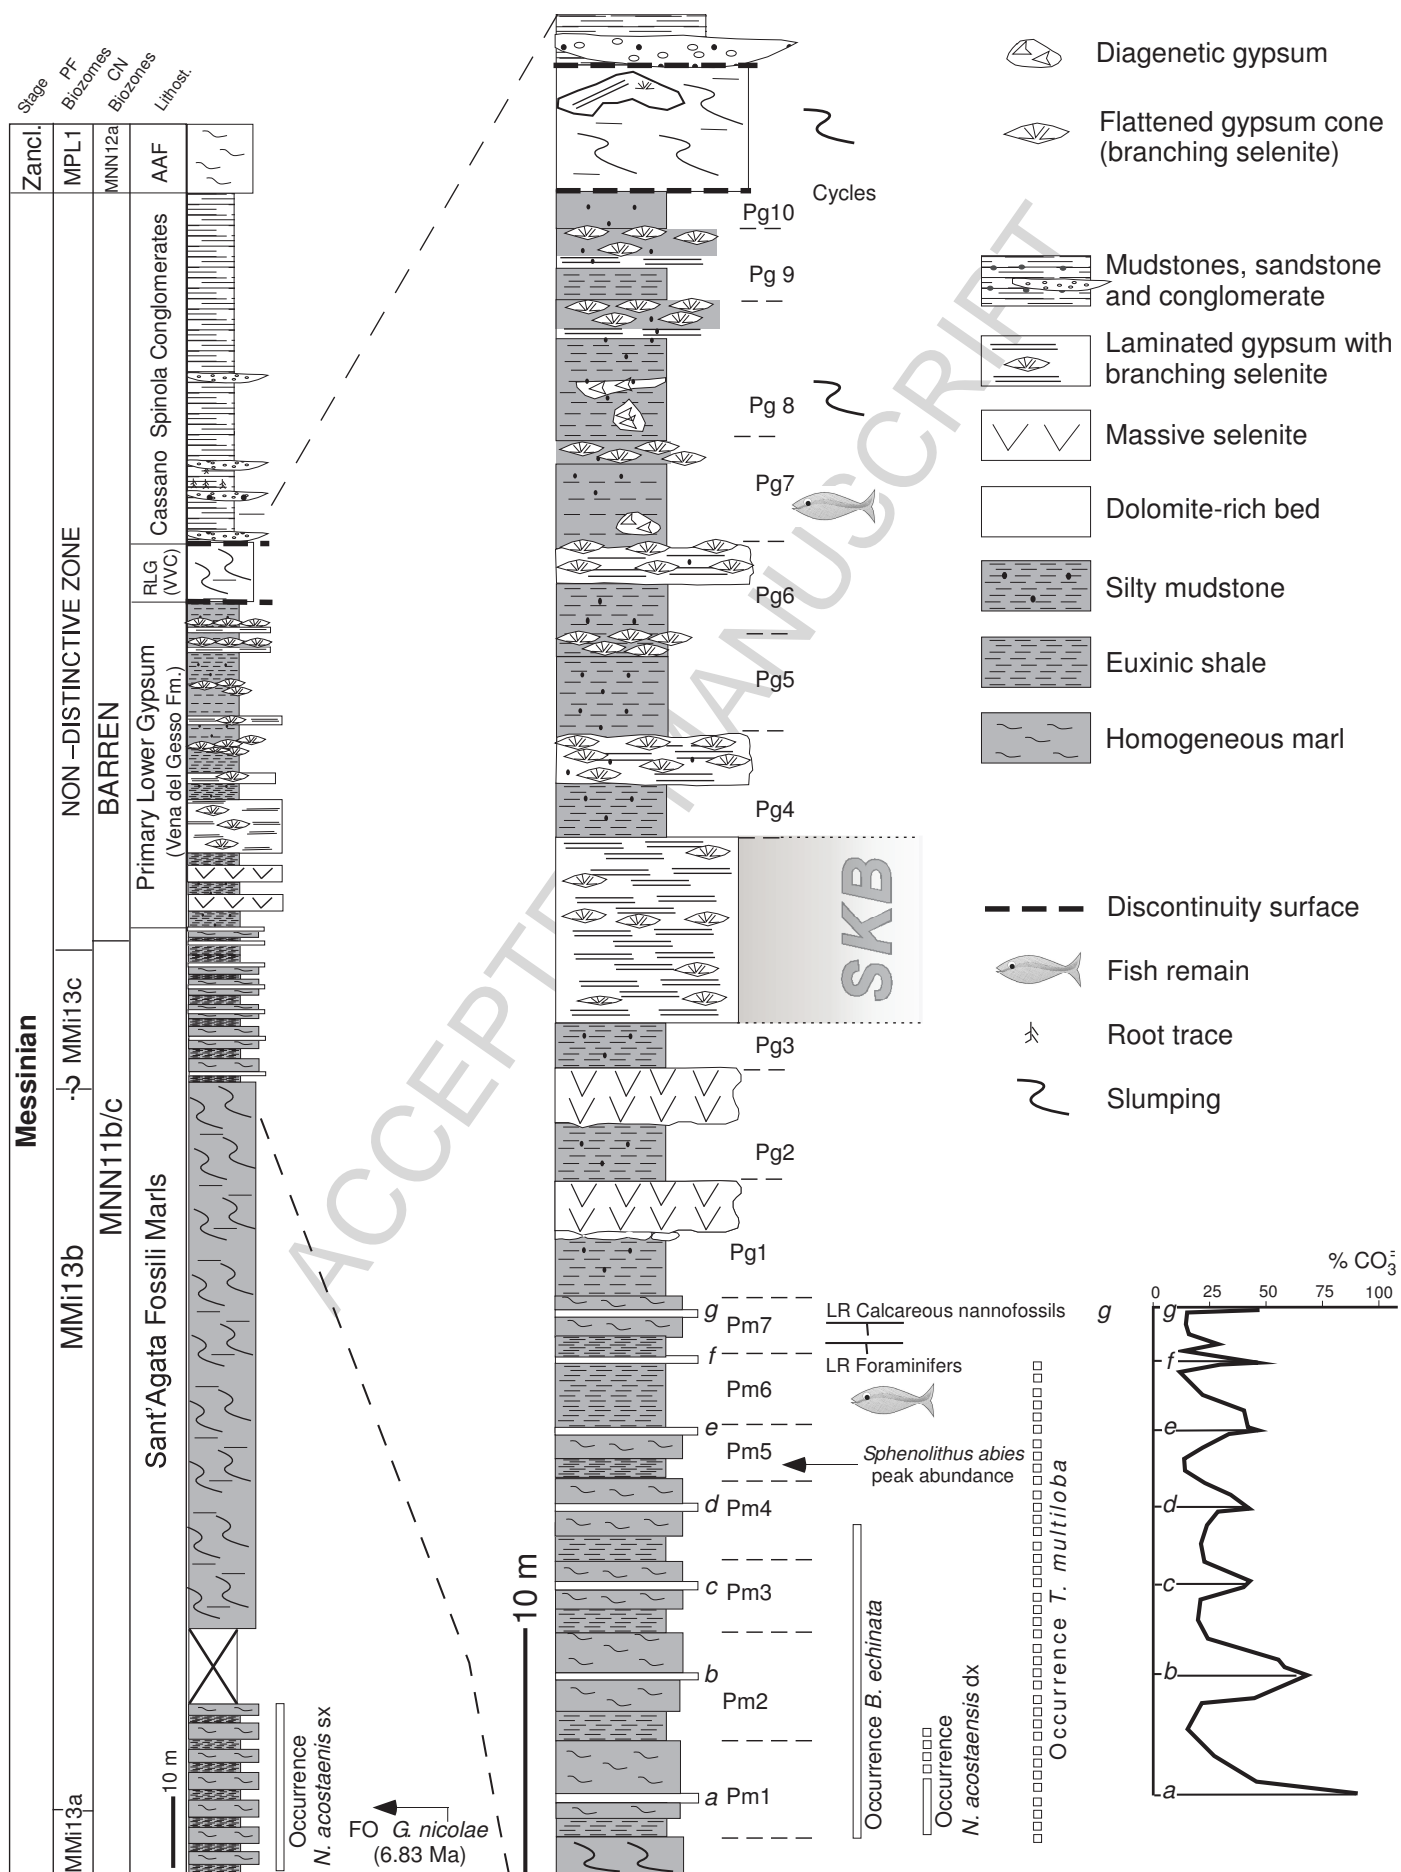 Stage
PF
Biozomes
CN
Biozones
Lithost.
Zancl.
MPL1
MNN12a
AAF
Messinian
NON –DISTINCTIVE ZONE
BARREN
Cassano Spinola Conglomerates
RLG
(VVC)
Primary Lower Gypsum
(Vena del Gesso Fm.)
MMi13c
?
MMi13b
MMi13a
MNN11b/c
Sant'Agata Fossili Marls
10 m
Occurrence
N. acostaenis sx
FO G. nicolae
(6.83 Ma)
10 m
Cycles
Pg10
Pg 9
Pg 8
Pg7
Pg6
Pg5
Pg4
SKB
Pg3
Pg2
Pg1
g
Pm7
f
Pm6
e
Pm5
d
Pm4
c
Pm3
b
Pm2
a
Pm1
LR Calcareous nannofossils
LR Foraminifers
Sphenolithus abies
peak abundance
Occurrence B. echinata
Occurrence
N. acostaensis dx
Occurrence T. multiloba
% CO3=
0 25 50 75 100
g
g
f
e
d
c
b
a
Diagenetic gypsum
Flattened gypsum cone
(branching selenite)
Mudstones, sandstone
and conglomerate
Laminated gypsum with
branching selenite
Massive selenite
Dolomite-rich bed
Silty mudstone
Euxinic shale
Homogeneous marl
Discontinuity surface
Fish remain
Root trace
Slumping
ACCEPTED MANUSCRIPT